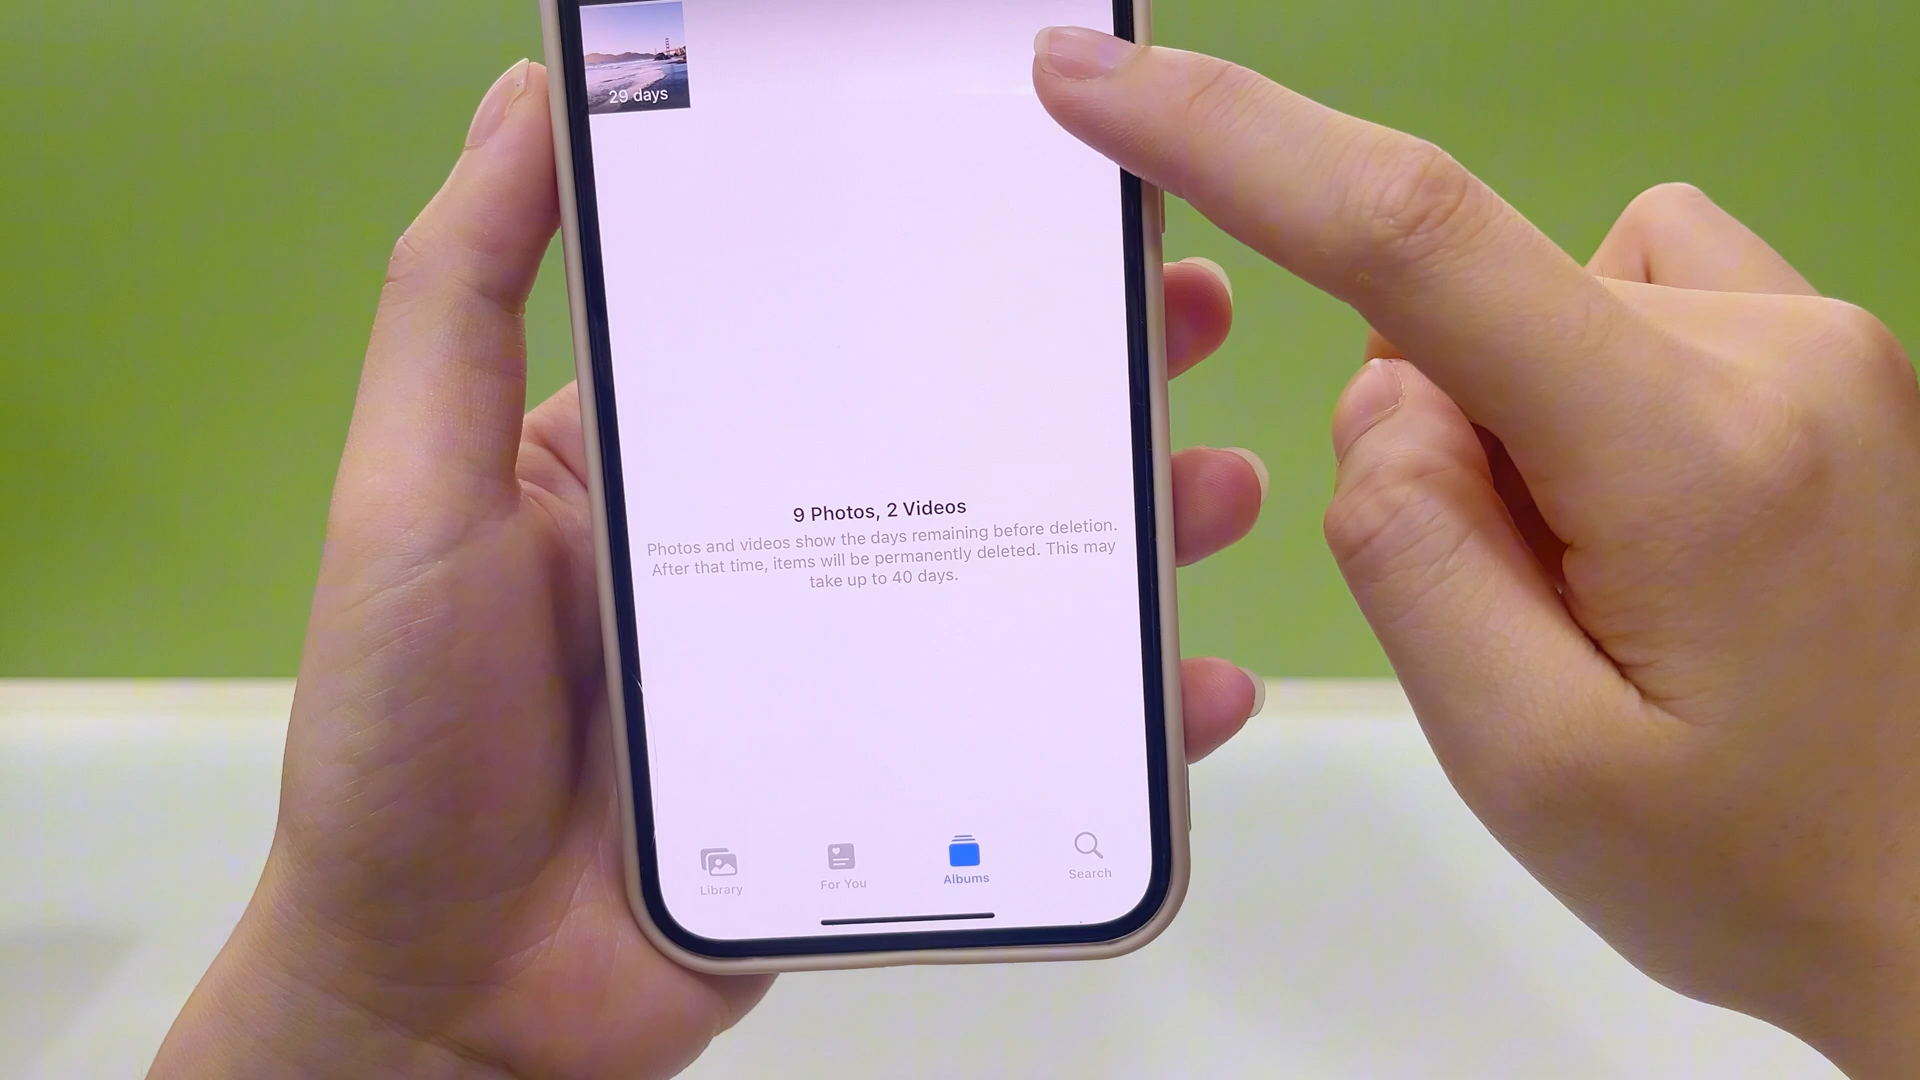 29 days
9 Photos, 2 Videos
Photos and videos show the days remaining before deletion.
After that time, items will be permanently deleted. This may
take up to 40 days.
Library
For You
Albums
Search